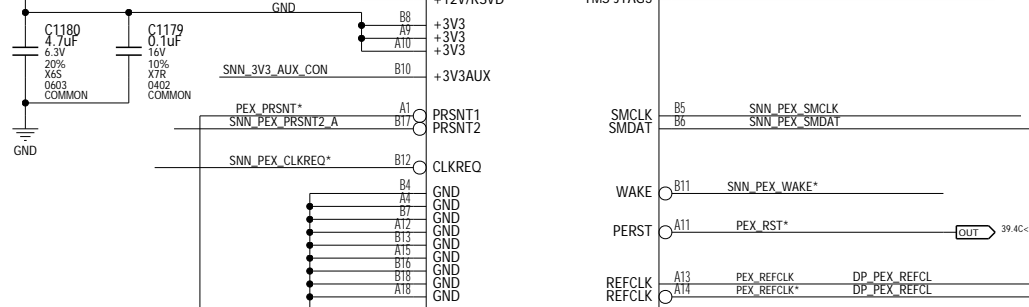 +12V/RSVD
TMS JTAG5
GND
B8 +3V3
A9 +3V3
A10 +3V3
C1180
4.7uF
6.3V
20%
X6S
0603
COMMON
C1179
0.1uF
16V
10%
X7R
0402
COMMON
SNN_3V3_AUX_CON B10 +3V3AUX
GND
PEX_PRSNT* A1 PRSNT1
SNN_PEX_PRSNT2_A B17 PRSNT2
SNN_PEX_CLKREQ* B12 CLKREQ
B4 GND
A4 GND
B7 GND
A12 GND
B13 GND
A15 GND
B16 GND
B18 GND
A18 GND
SMCLK B5 SNN_PEX_SMCLK
SMDAT B6 SNN_PEX_SMDAT
WAKE B11 SNN_PEX_WAKE*
PERST A11 PEX_RST* OUT 39.4C<
REFCLK A13 PEX_REFCLK DP_PEX_REFCL
REFCLK A14 PEX_REFCLK* DP_PEX_REFCL